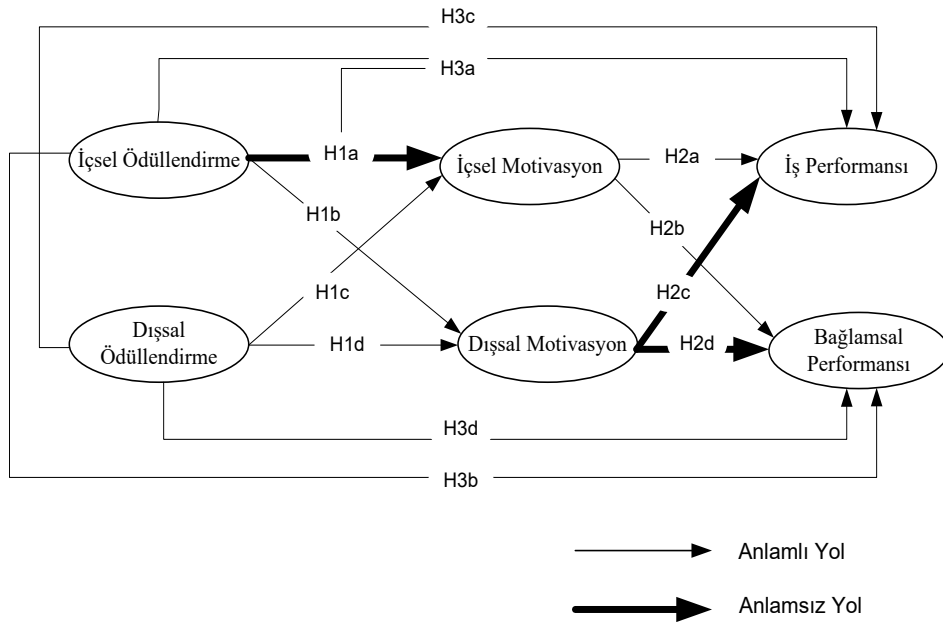 H3c
H3a
İçsel Ödüllendirme
H1a
İçsel Motivasyon
H2a
İş Performansı
H1b
H2b
H1c
H2c
Dışsal
Ödüllendirme
H1d
Dışsal Motivasyon
H2d
Bağlamsal
Performansı
H3d
H3b
Anlamlı Yol
Anlamsız Yol